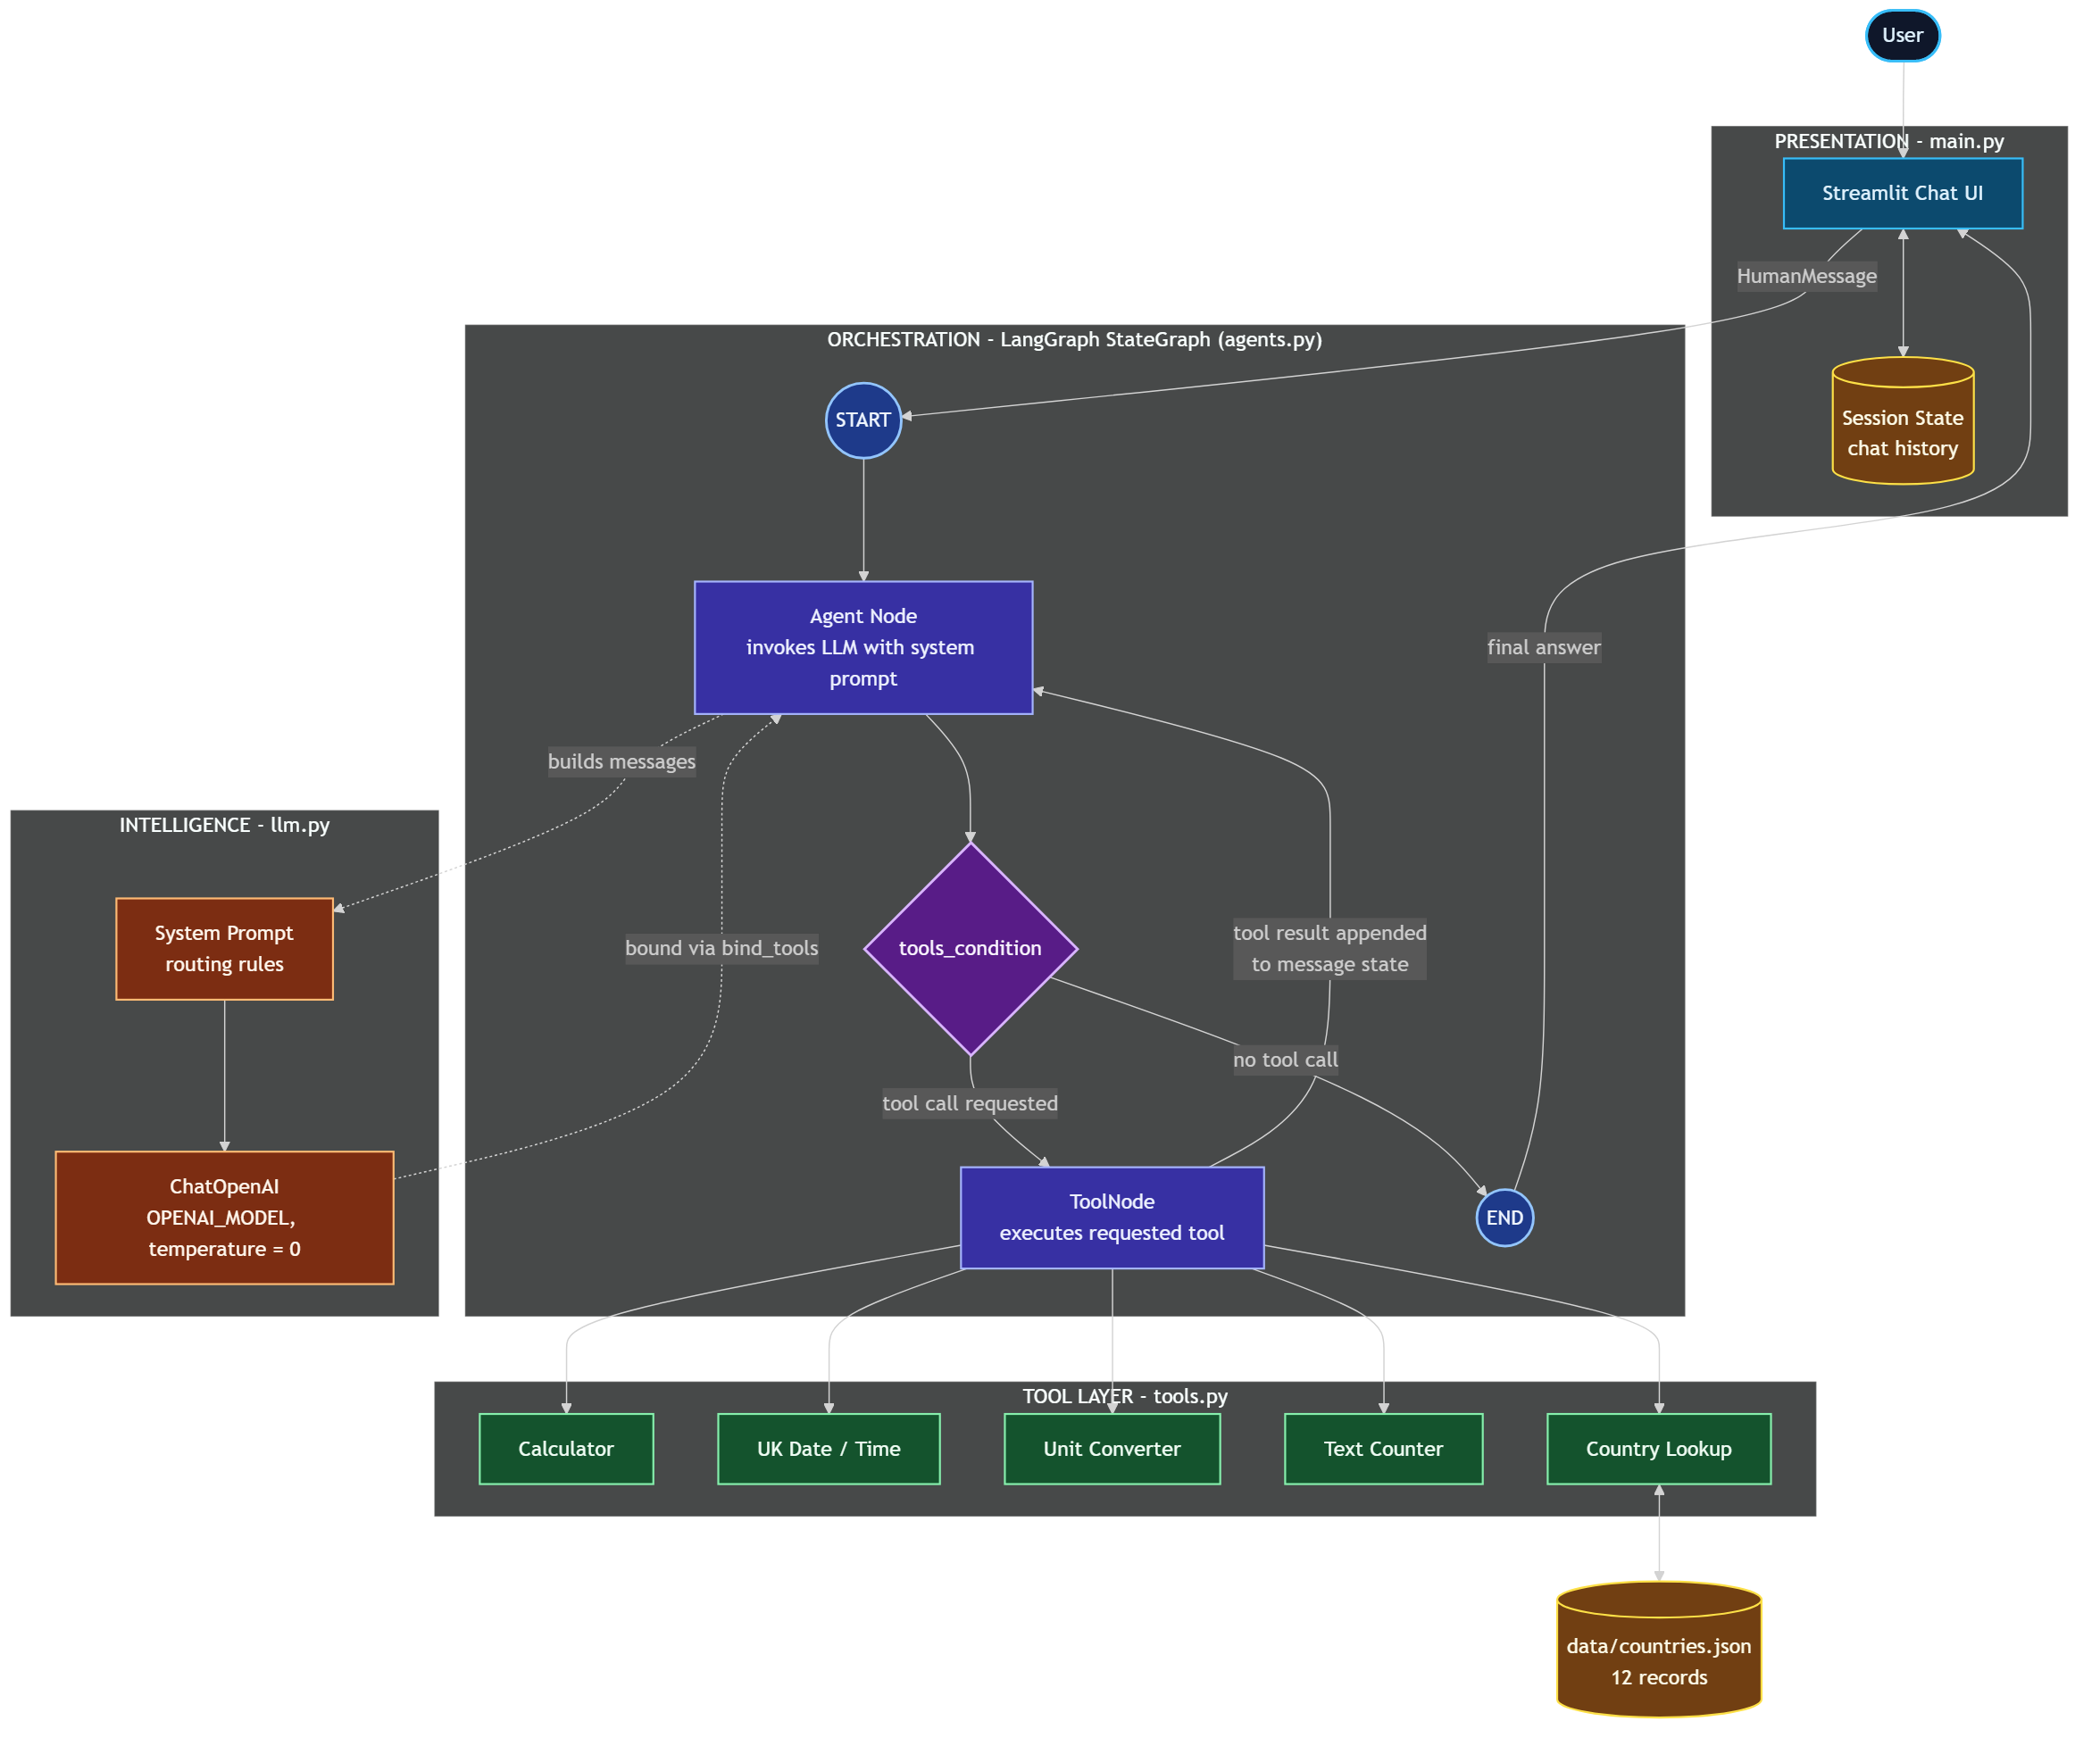 User
PRESENTATION - main.py
Streamlit Chat UI
HumanMessage
Session State
chat history
ORCHESTRATION - LangGraph StateGraph (agents.py)
START
Agent Node
invokes LLM with system
prompt
final answer
builds messages
INTELLIGENCE - llm.py
System Prompt
routing rules
bound via bind_tools
tools_condition
tool result appended
to message state
no tool call
tool call requested
ChatOpenAI
OPENAI_MODEL,
temperature = 0
ToolNode
executes requested tool
END
TOOL LAYER - tools.py
Calculator
UK Date / Time
Unit Converter
Text Counter
Country Lookup
data/countries.json
12 records